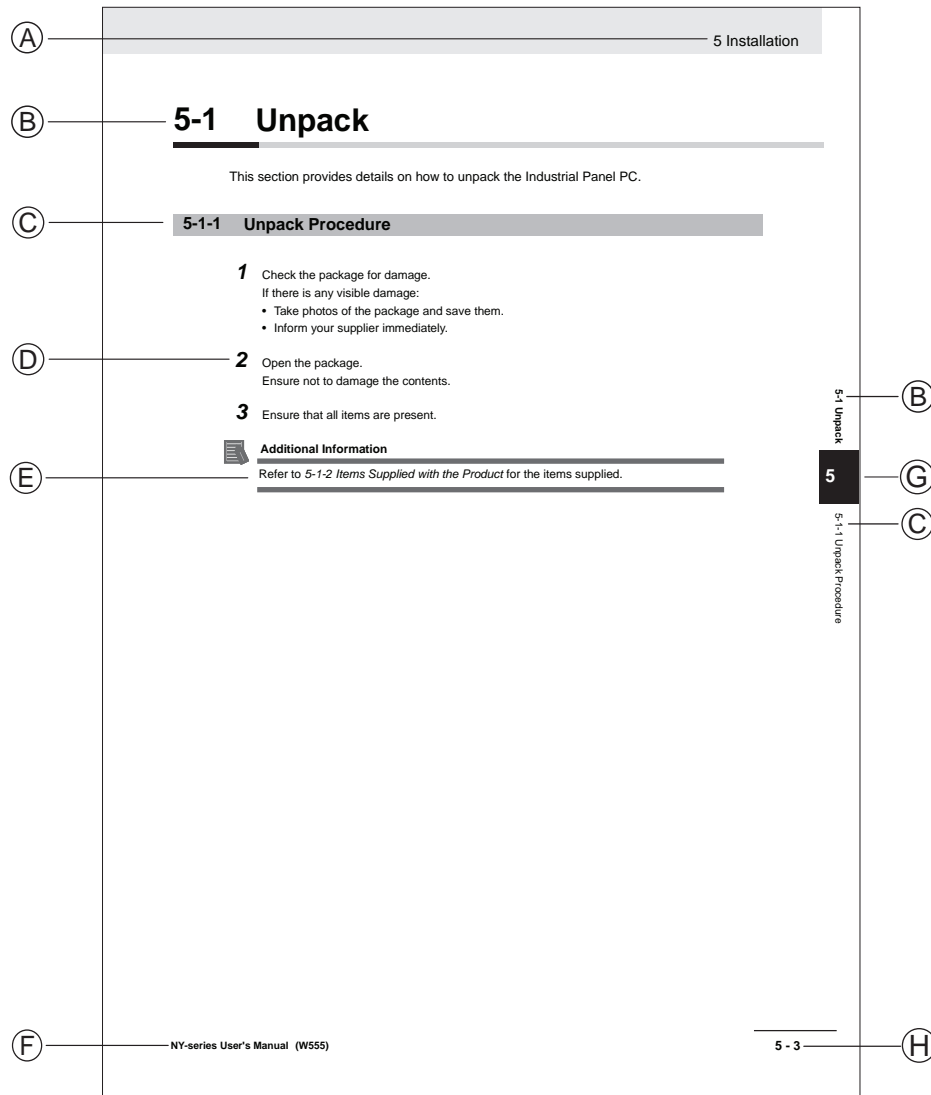 A
5 Installation
B
5-1 Unpack
This section provides details on how to unpack the Industrial Panel PC.
C
5-1-1 Unpack Procedure
1 Check the package for damage.
If there is any visible damage:
• Take photos of the package and save them.
• Inform your supplier immediately.
D
2 Open the package.
Ensure not to damage the contents.
3 Ensure that all items are present.
Additional Information
E
Refer to 5-1-2 Items Supplied with the Product for the items supplied.
5-1 Unpack
B
5
G
5-1-1 Unpack Procedure
C
F
NY-series User's Manual (W555)
5 - 3
H